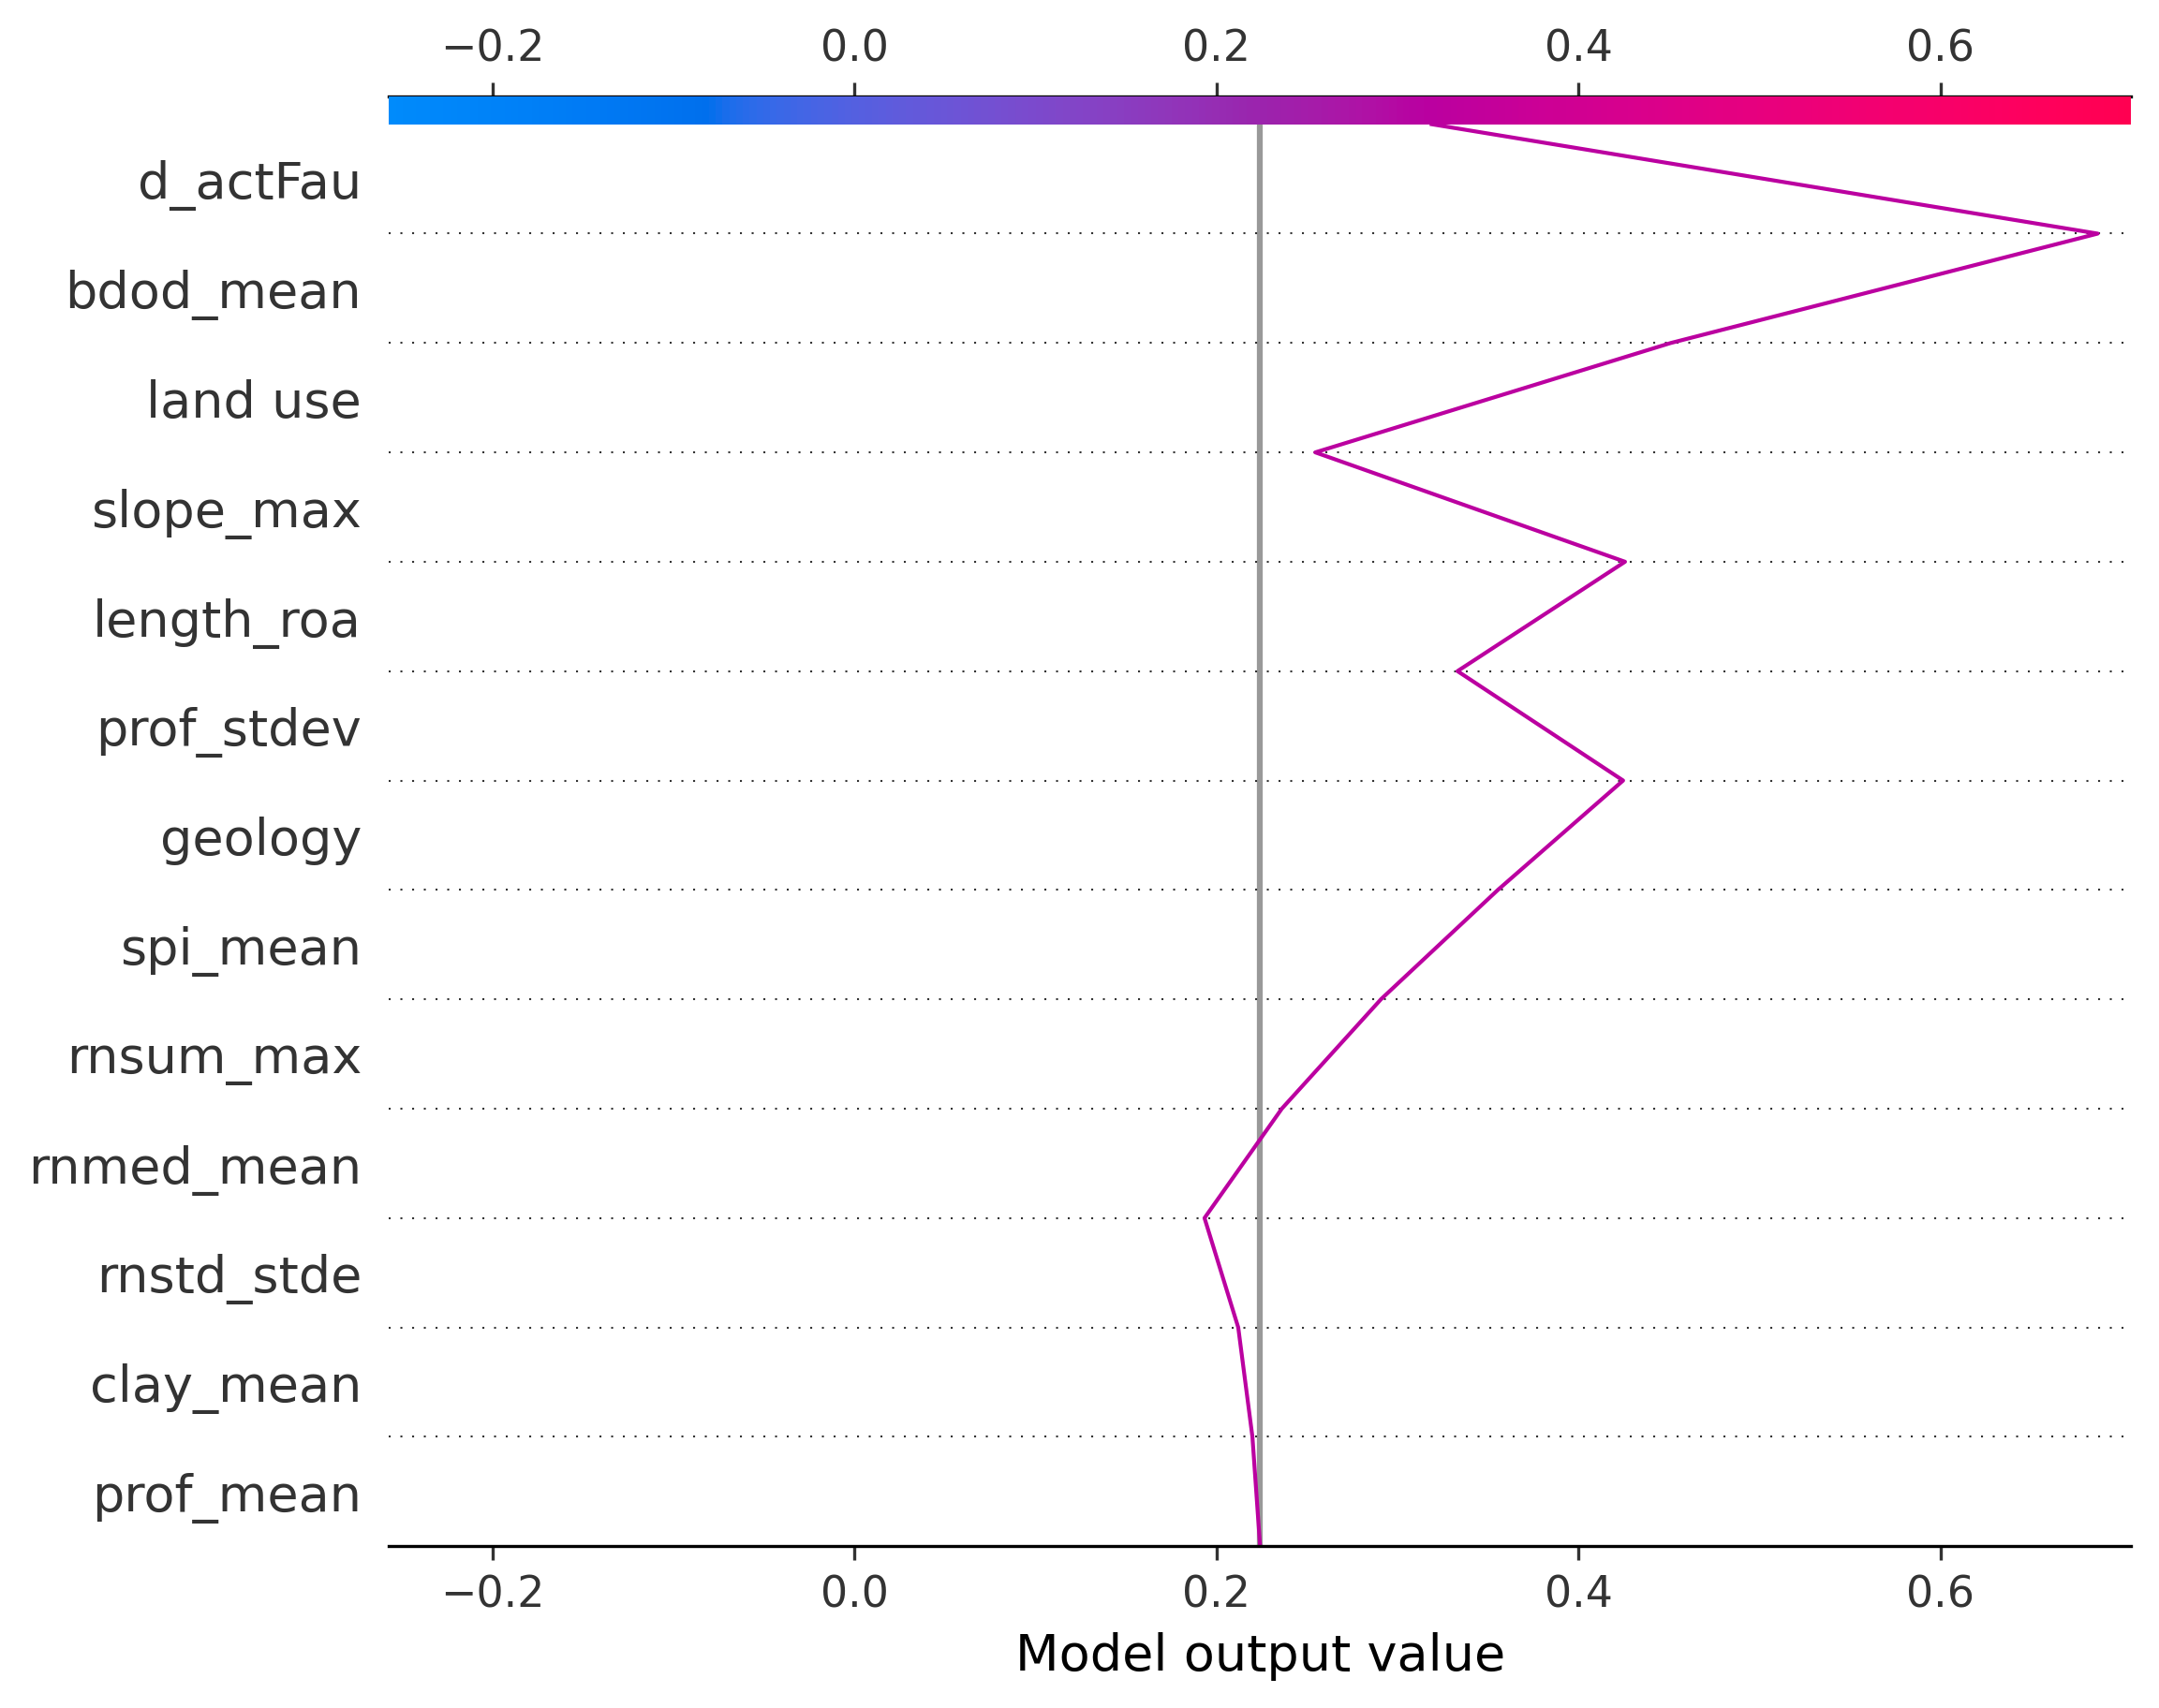 −0.2 0.0 0.2 0.4 0.6
d_actFau
bdod_mean
land use
slope_max
length_roa
prof_stdev
geology
spi_mean
rnsum_max
rnmed_mean
rnstd_stde
clay_mean
prof_mean
−0.2 0.0 0.2 0.4 0.6
Model output value